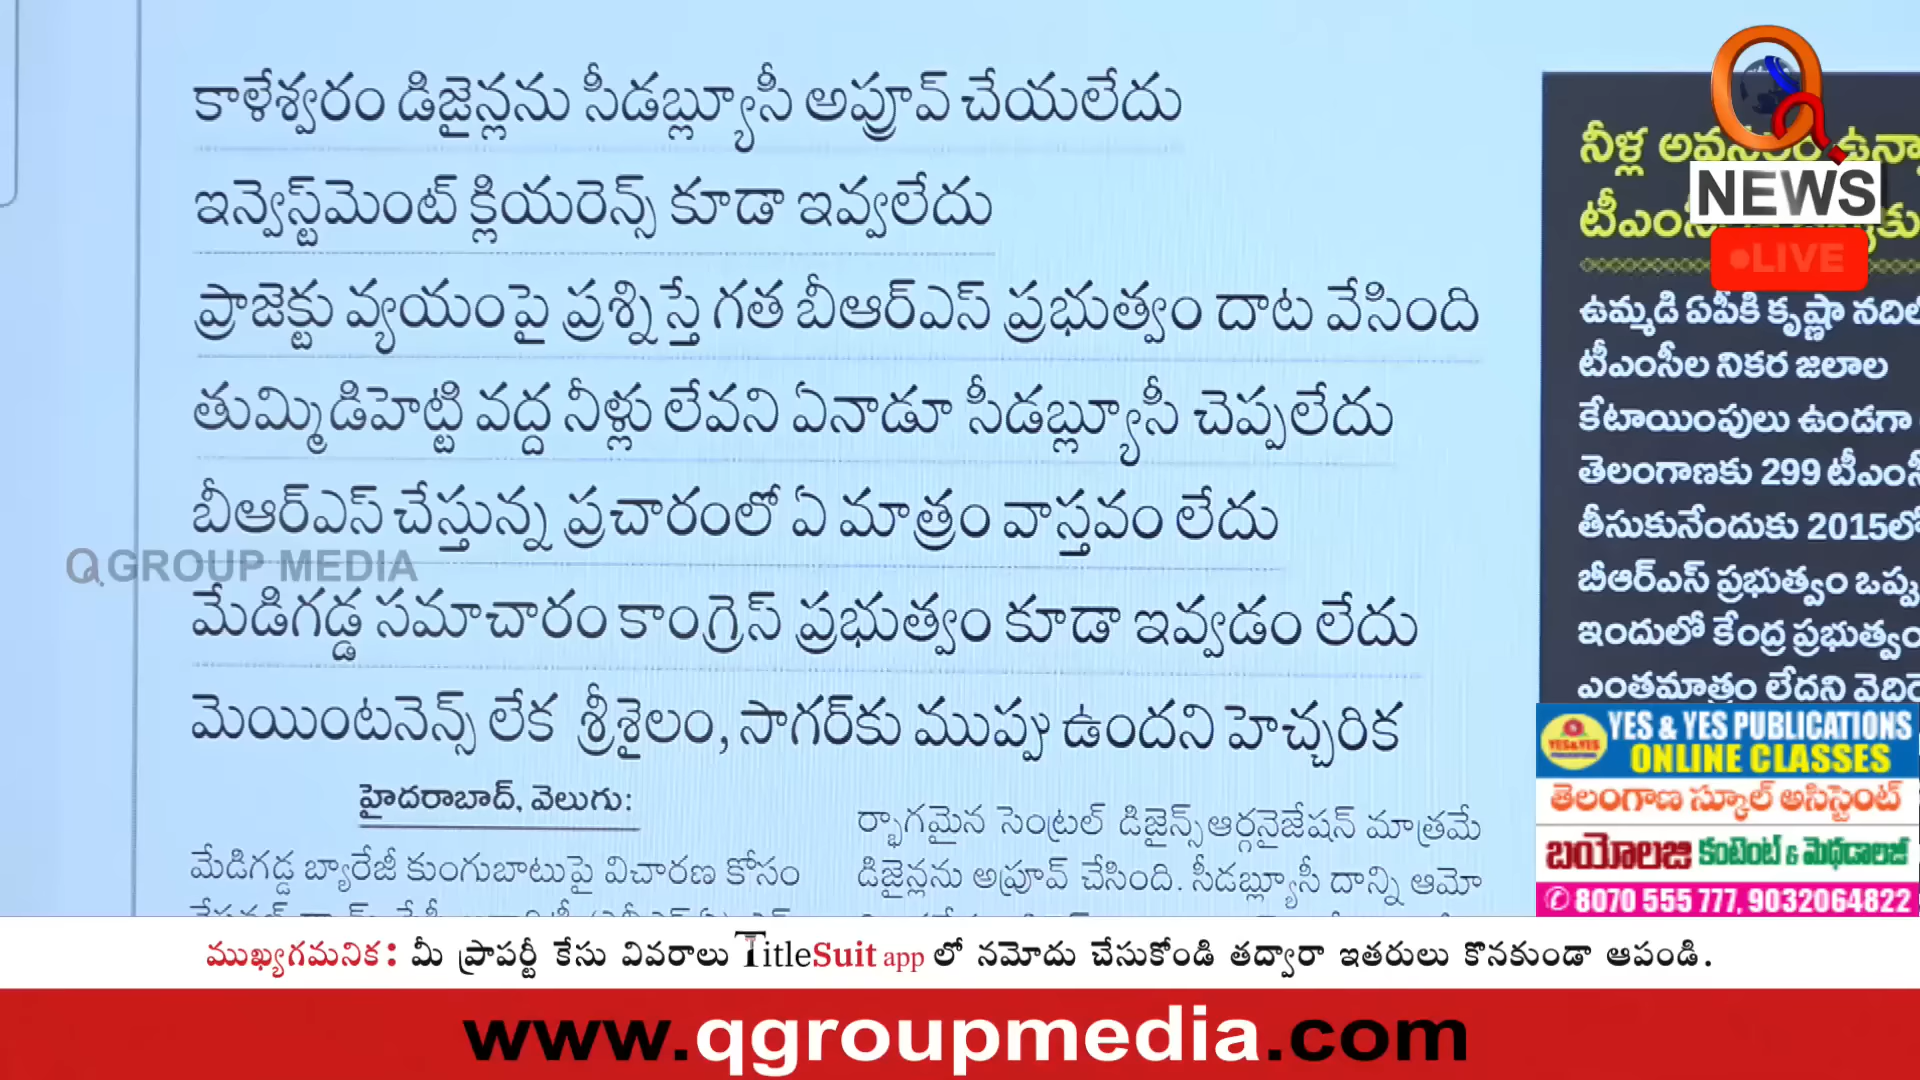 కాళేశ్వరం డిజైన్లను సీడబ్ల్యూసీ అప్రూవ్ చేయలేదు
ఇన్వెస్ట్‌మెంట్ క్లియరెన్స్ కూడా ఇవ్వలేదు
ప్రాజెక్టు వ్యయంపై ప్రశ్నిస్తే గత బీఆర్ఎస్ ప్రభుత్వం దాట వేసింది
తుమ్మిడిహెట్టి వద్ద నీళ్లు లేవని ఏనాడూ సీడబ్ల్యూసీ చెప్పలేదు
బీఆర్ఎస్ చేస్తున్న ప్రచారంలో ఏ మాత్రం వాస్తవం లేదు
మేడిగడ్డ సమాచారం కాంగ్రెస్ ప్రభుత్వం కూడా ఇవ్వడం లేదు
మెయింటనెన్స్ లేక శ్రీశైలం, సాగర్‌కు ముప్పు ఉందని హెచ్చరిక
హైదరాబాద్, వెలుగు:
మేడిగడ్డ బ్యారేజీ కుంగుబాటుపై విచారణ కోసం
ర్భాగమైన సెంట్రల్ డిజైన్స్ ఆర్గనైజేషన్ మాత్రమే
డిజైన్లను అప్రూవ్ చేసింది. సీడబ్ల్యూసీ దాన్ని ఆమో
Q GROUP MEDIA
నీళ్ల
ఉమ్మడి ఏపీకి కృష్ణా
టీఎంసీల నికర జలాల
కేటాయింపులు ఉండగా
తెలంగాణకు 299
తీసుకునేందుకు 2015లో
బీఆర్ఎస్ ప్రభుత్వం
ఇందులో కేంద్ర ప్రభుత్వం
ఎంతమాత్రం లేదని
Q
NEWS
LIVE
YES & YES PUBLICATIONS
ONLINE CLASSES
తెలంగాణ స్కూల్ అసిస్టెంట్
బయోలజి కంటెంట్ & మెథడాలజీ
8070 555 777, 9032064822
ముఖ్యగమనిక: మీ ప్రాపర్టీ కేసు వివరాలు TitleSuit app లో నమోదు చేసుకోండి తద్వారా ఇతరులు కొనకుండా ఆపండి.
www.qgroupmedia.com